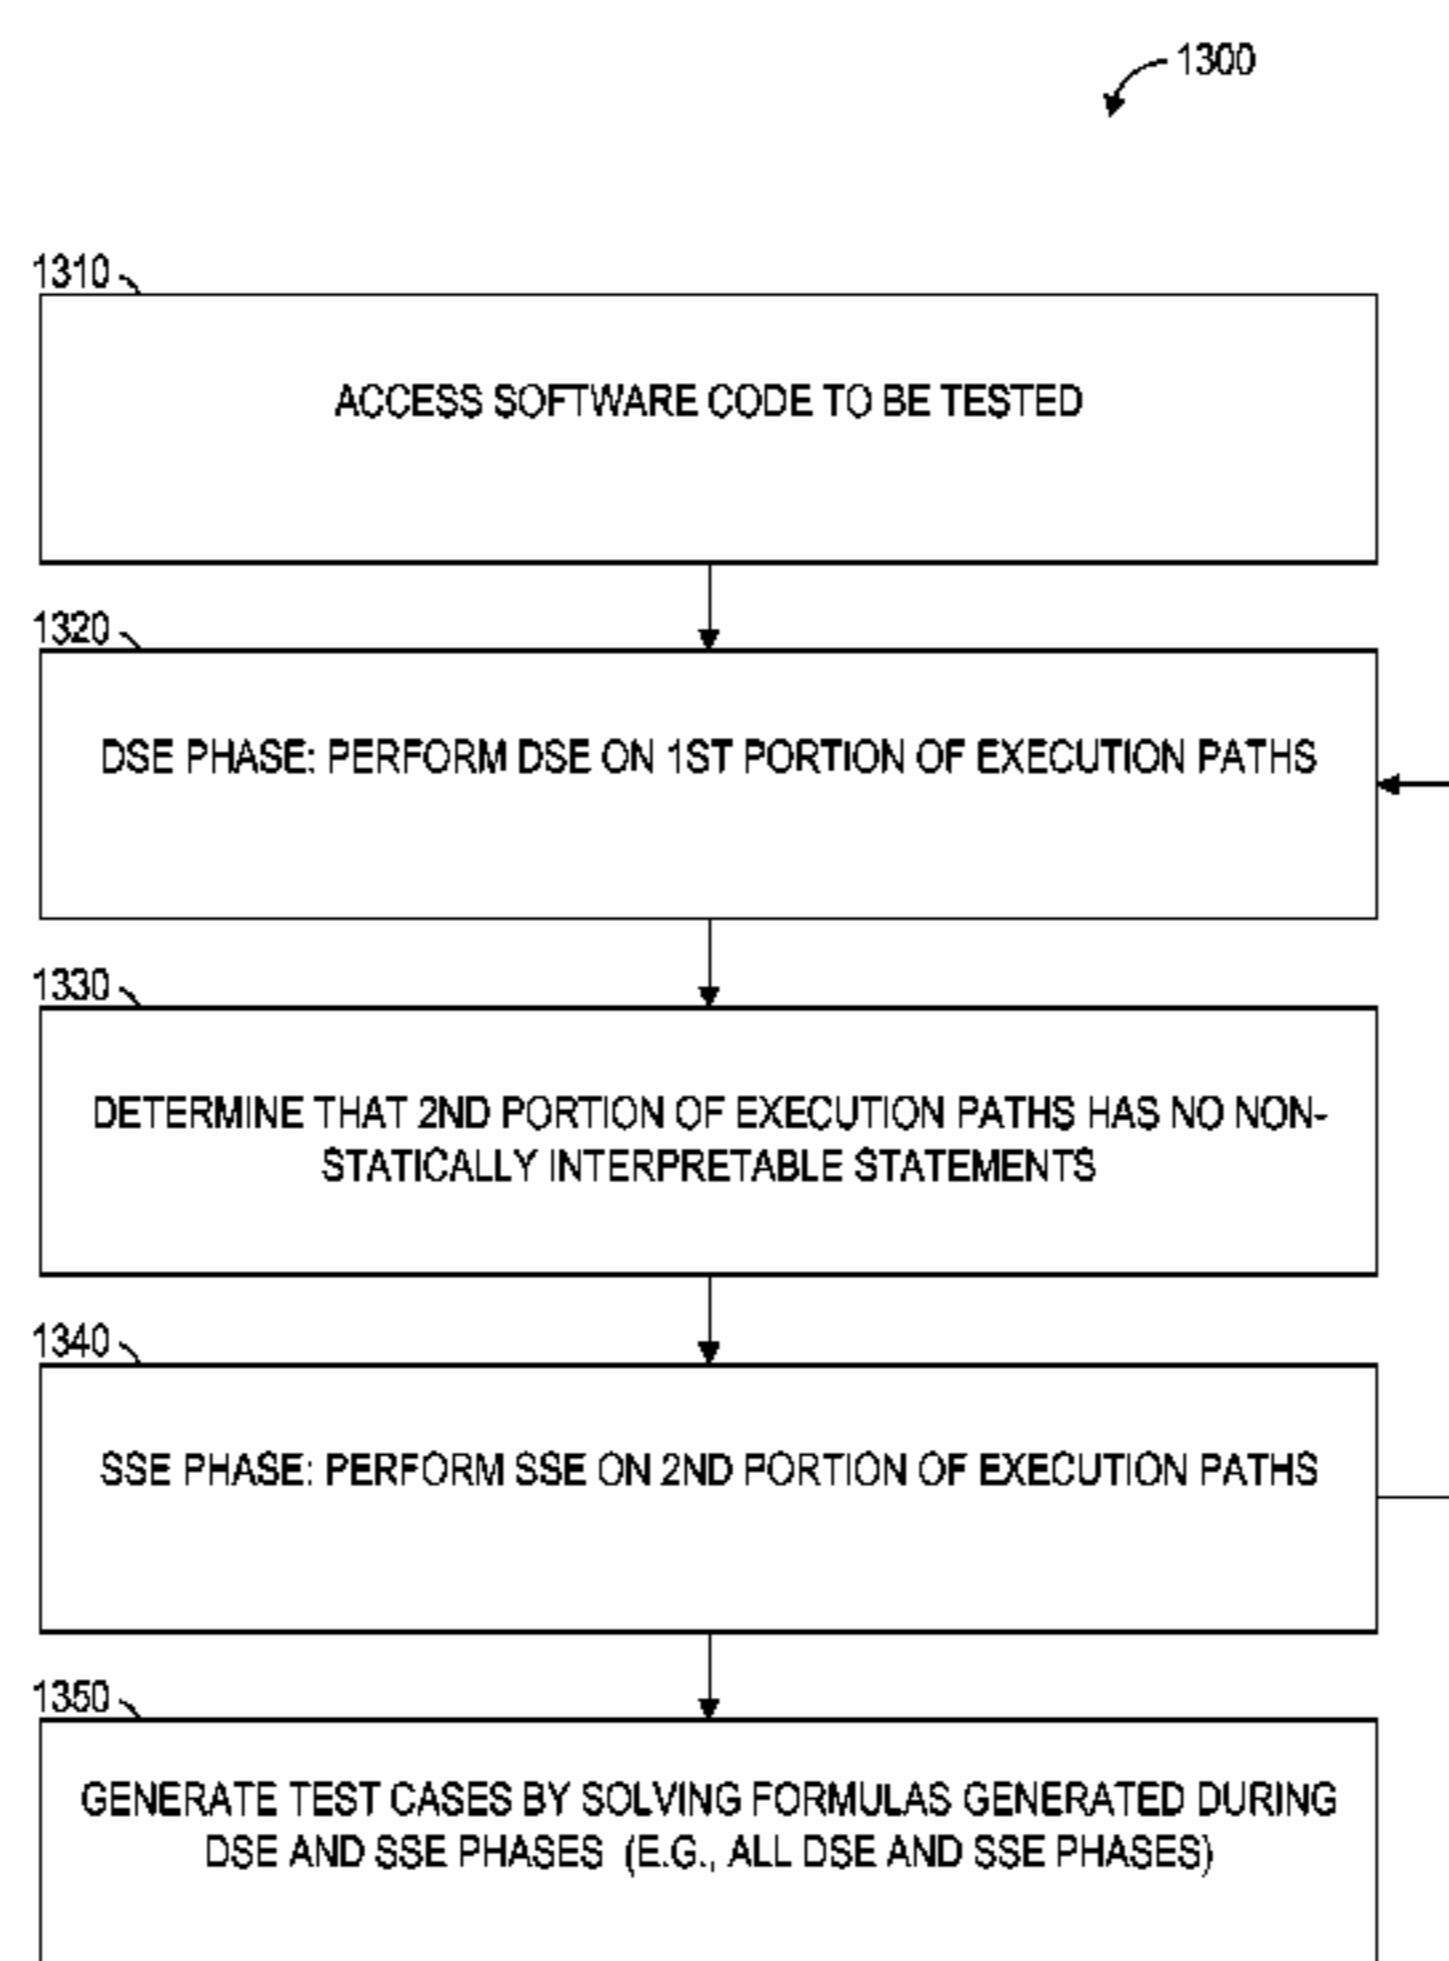 1300
1310
ACCESS SOFTWARE CODE TO BE TESTED
1320
DSE PHASE: PERFORM DSE ON 1ST PORTION OF EXECUTION PATHS
1330
DETERMINE THAT 2ND PORTION OF EXECUTION PATHS HAS NO NON-
STATICALLY INTERPRETABLE STATEMENTS
1340
SSE PHASE: PERFORM SSE ON 2ND PORTION OF EXECUTION PATHS
1350
GENERATE TEST CASES BY SOLVING FORMULAS GENERATED DURING
DSE AND SSE PHASES (E.G., ALL DSE AND SSE PHASES)